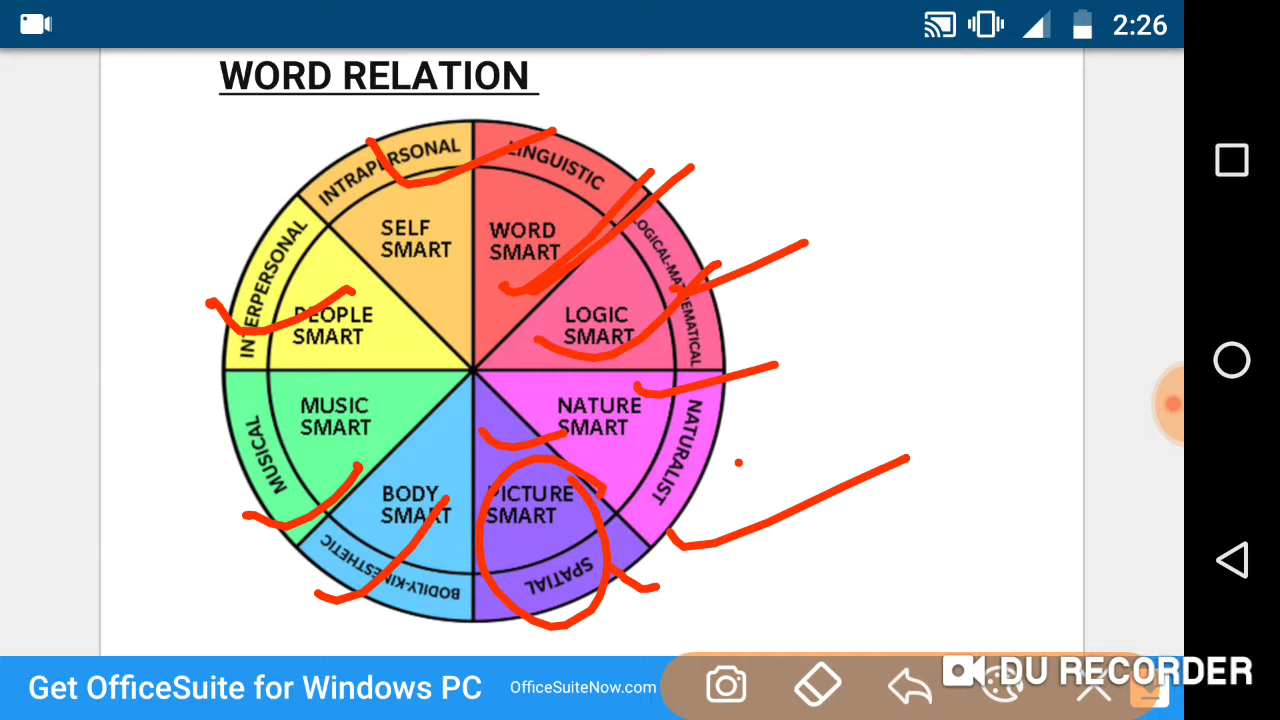 2:26
WORD RELATION
INTRAPERSONAL
LINGUISTIC
SELF
SMART
WORD
SMART
INTERPERSONAL
LOGICAL-MATHEMATICAL
PEOPLE
SMART
LOGIC
SMART
MUSIC
SMART
NATURE
SMART
MUSICAL
NATURALIST
BODY
SMART
PICTURE
SMART
BODILY-KINESTHETIC
SPATIAL
Get OfficeSuite for Windows PC
OfficeSuiteNow.com
DU RECORDER